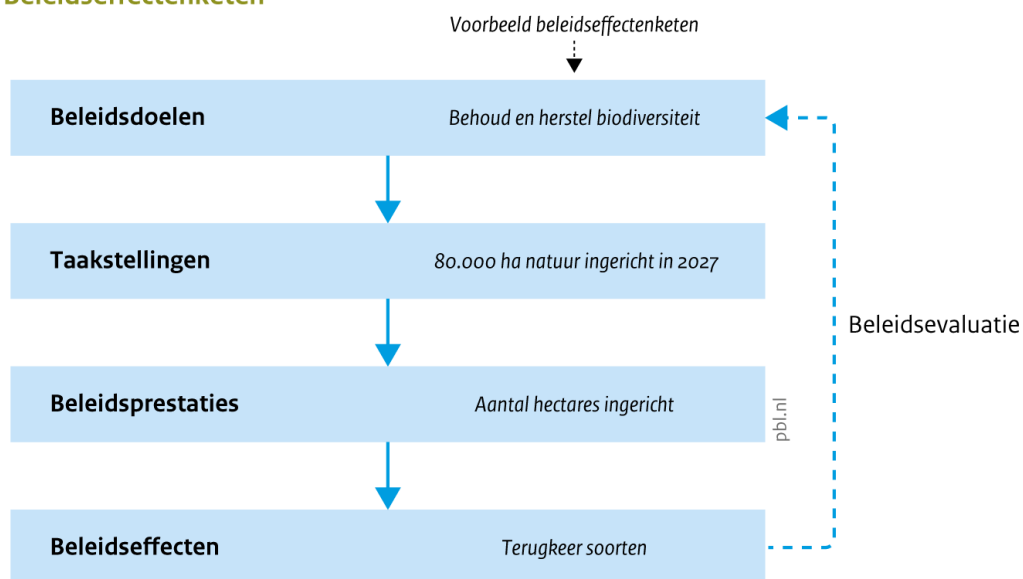 Beleidseffectenketen
Voorbeeld beleidseffectenketen
Beleidsdoelen
Behoud en herstel biodiversiteit
Taakstellingen
80.000 ha natuur ingericht in 2027
Beleidsevaluatie
Beleidsprestaties
Aantal hectares ingericht
pbl.nl
Beleidseffecten
Terugkeer soorten